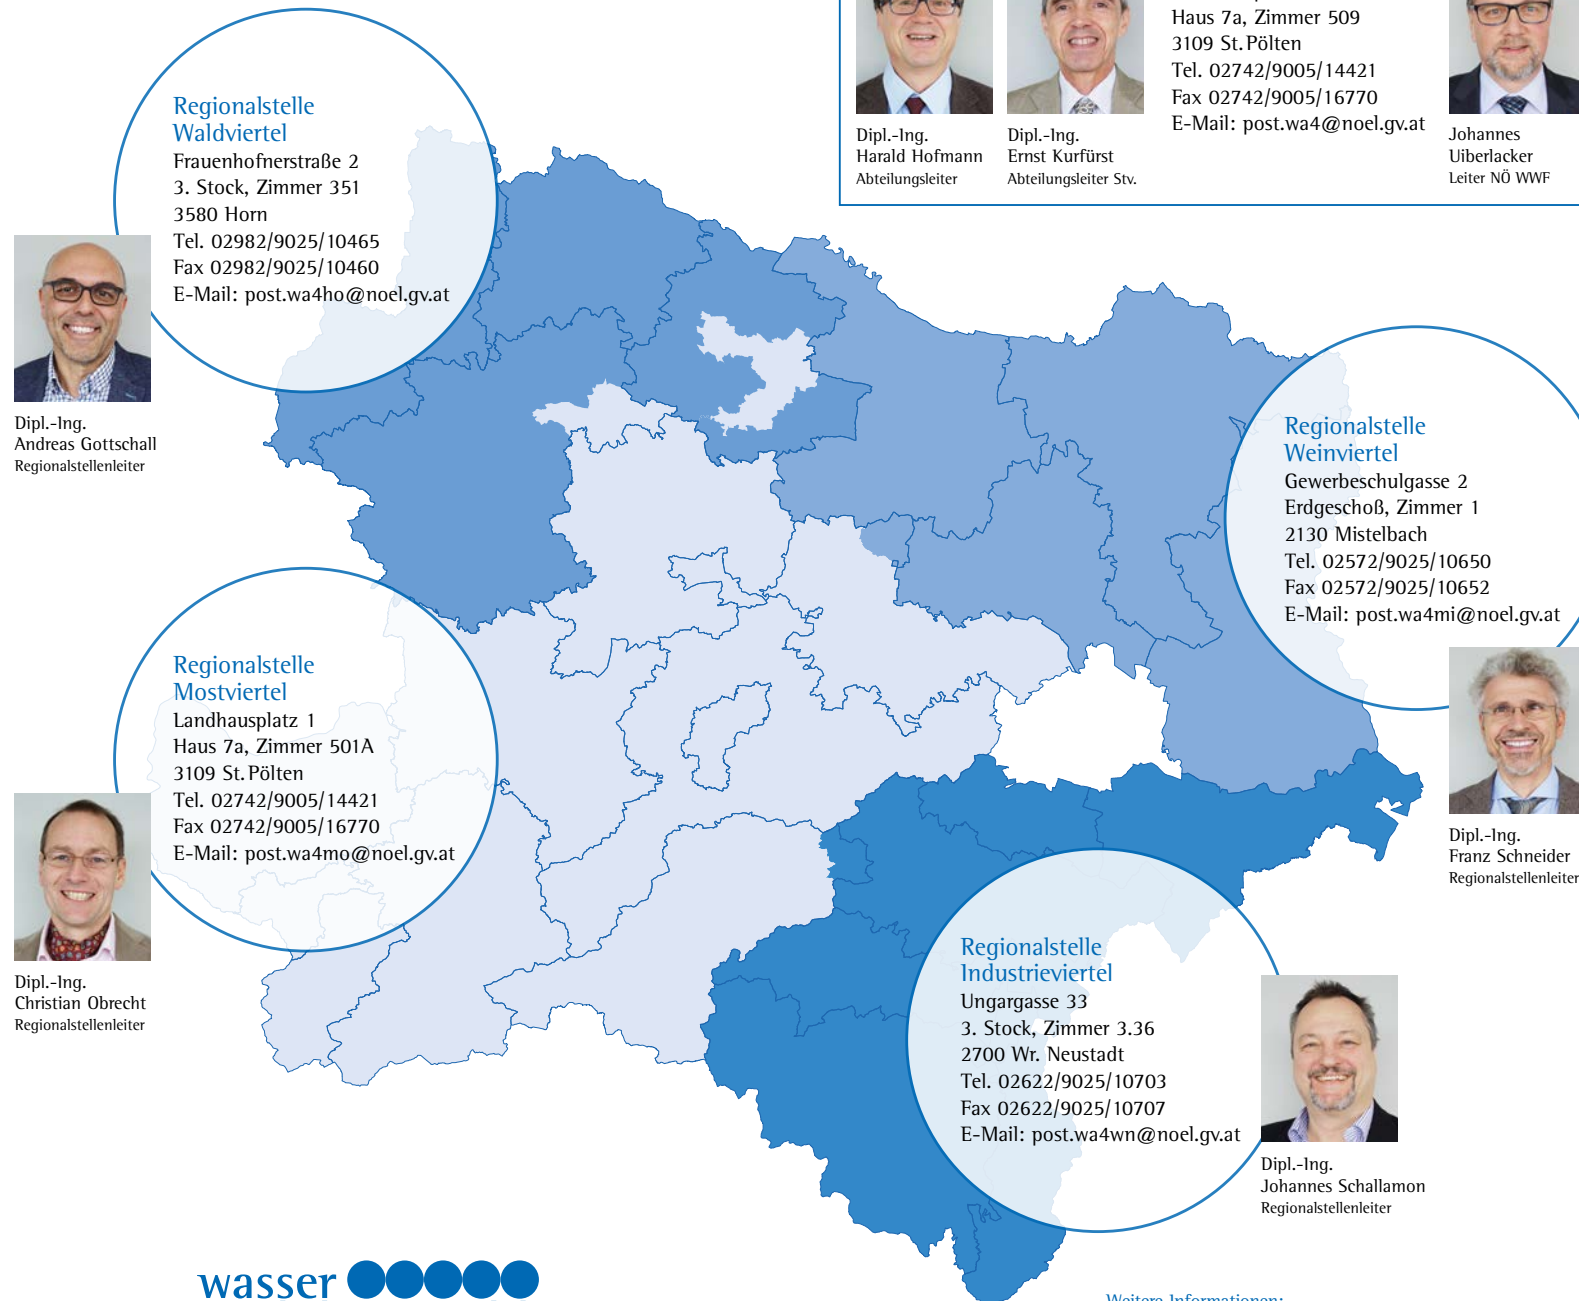 Haus 7a, Zimmer 509
3109 St.Pölten
Tel. 02742/9005/14421
Fax 02742/9005/16770
E-Mail: post.wa4@noel.gv.at
Dipl.-Ing.
Harald Hofmann
Abteilungsleiter
Dipl.-Ing.
Ernst Kurfürst
Abteilungsleiter Stv.
Johannes
Uiberlacker
Leiter NÖ WWF
Regionalstelle
Waldviertel
Frauenhofnerstraße 2
3. Stock, Zimmer 351
3580 Horn
Tel. 02982/9025/10465
Fax 02982/9025/10460
E-Mail: post.wa4ho@noel.gv.at
Dipl.-Ing.
Andreas Gottschall
Regionalstellenleiter
Regionalstelle
Weinviertel
Gewerbeschulgasse 2
Erdgeschoß, Zimmer 1
2130 Mistelbach
Tel. 02572/9025/10650
Fax 02572/9025/10652
E-Mail: post.wa4mi@noel.gv.at
Dipl.-Ing.
Franz Schneider
Regionalstellenleiter
Regionalstelle
Mostviertel
Landhausplatz 1
Haus 7a, Zimmer 501A
3109 St.Pölten
Tel. 02742/9005/14421
Fax 02742/9005/16770
E-Mail: post.wa4mo@noel.gv.at
Dipl.-Ing.
Christian Obrecht
Regionalstellenleiter
Regionalstelle
Industrieviertel
Ungargasse 33
3. Stock, Zimmer 3.36
2700 Wr. Neustadt
Tel. 02622/9025/10703
Fax 02622/9025/10707
E-Mail: post.wa4wn@noel.gv.at
Dipl.-Ing.
Johannes Schallamon
Regionalstellenleiter
wasser
Weitere Informationen: